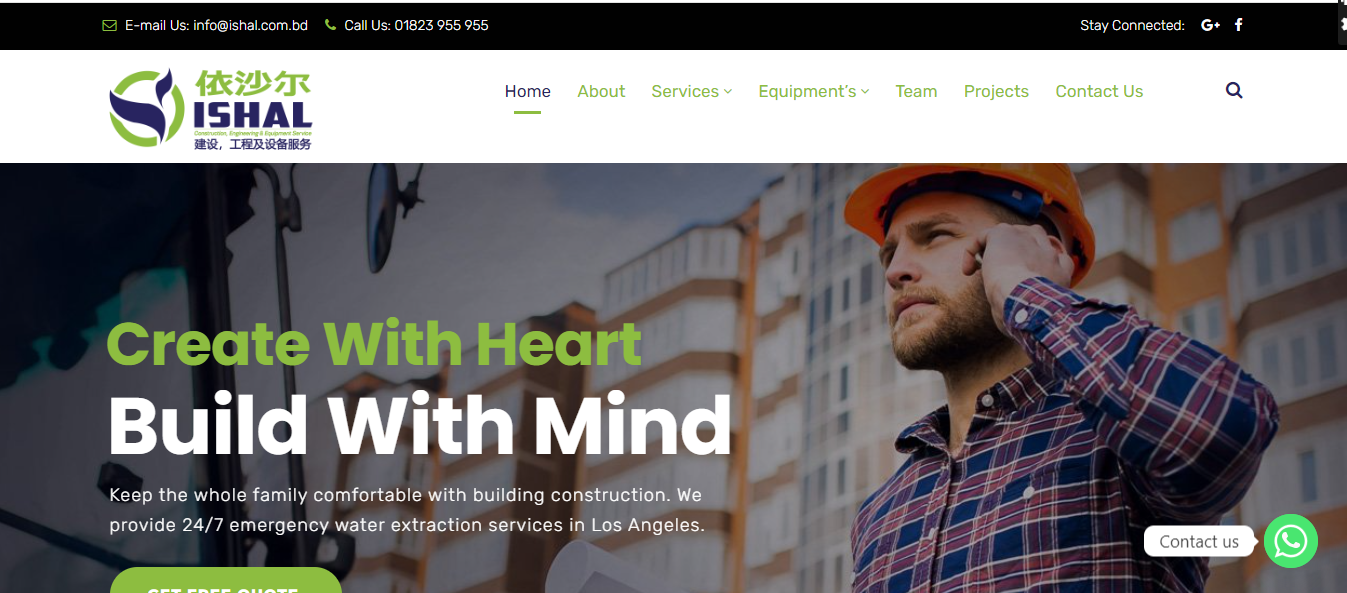 E-mail Us: info@ishal.com.bd Call Us: 01823 955 955 Stay Connected: G+ f
依沙尔
ISHAL
Construction, Engineering & Equipment Service
建设，工程及设备服务
Home About Services Equipment’s Team Projects Contact Us
Create With Heart
Build With Mind
Keep the whole family comfortable with building construction. We
provide 24/7 emergency water extraction services in Los Angeles.
GET FREE QUOTE
Contact us